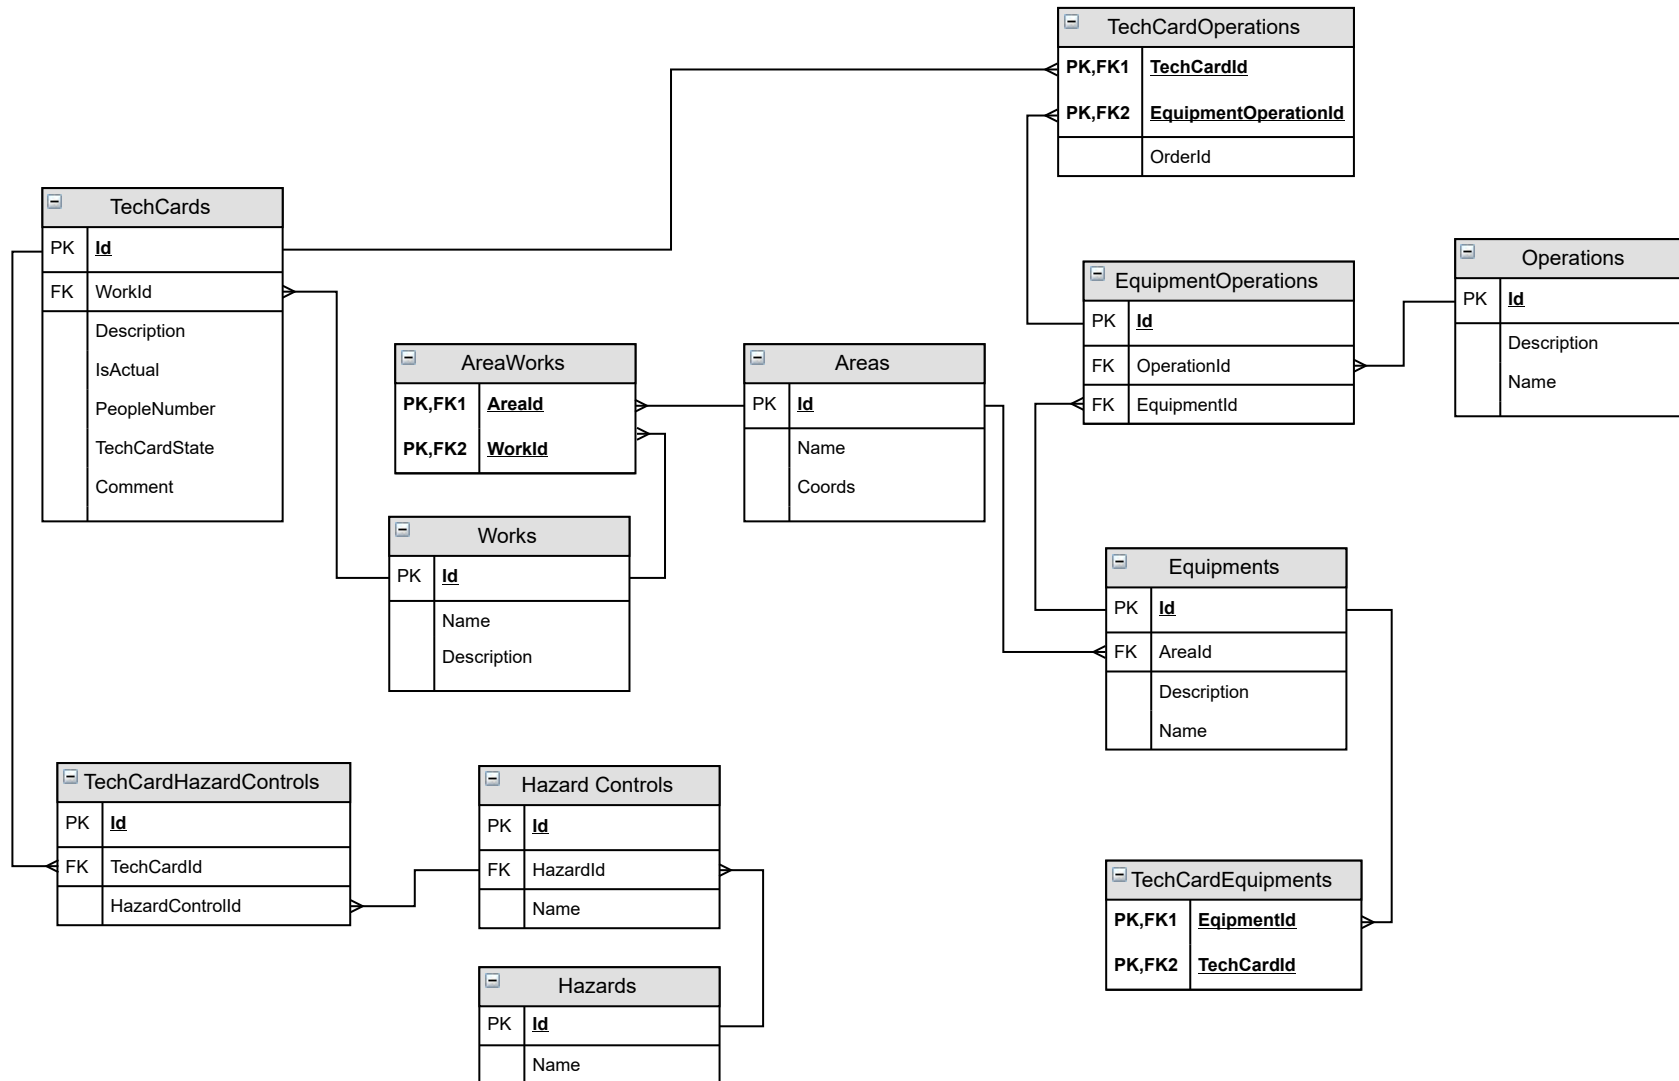 TechCardOperations
PK,FK1 TechCardId
PK,FK2 EquipmentOperationId
OrderId
TechCards
PK Id
FK WorkId
Description
IsActual
PeopleNumber
TechCardState
Comment
AreaWorks
PK,FK1 AreaId
PK,FK2 WorkId
Areas
PK Id
Name
Coords
EquipmentOperations
PK Id
FK OperationId
FK EquipmentId
Operations
PK Id
Description
Name
Works
PK Id
Name
Description
Equipments
PK Id
FK AreaId
Description
Name
TechCardHazardControls
PK Id
FK TechCardId
HazardControlId
Hazard Controls
PK Id
FK HazardId
Name
Hazards
PK Id
Name
TechCardEquipments
PK,FK1 EqipmentId
PK,FK2 TechCardId